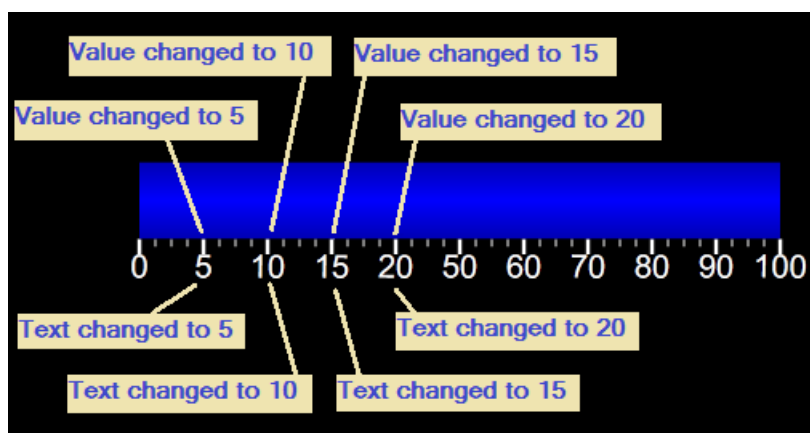 Value changed to 10
Value changed to 15
Value changed to 5
Value changed to 20
0 5 10 15 20 50 60 70 80 90 100
Text changed to 5
Text changed to 20
Text changed to 10
Text changed to 15